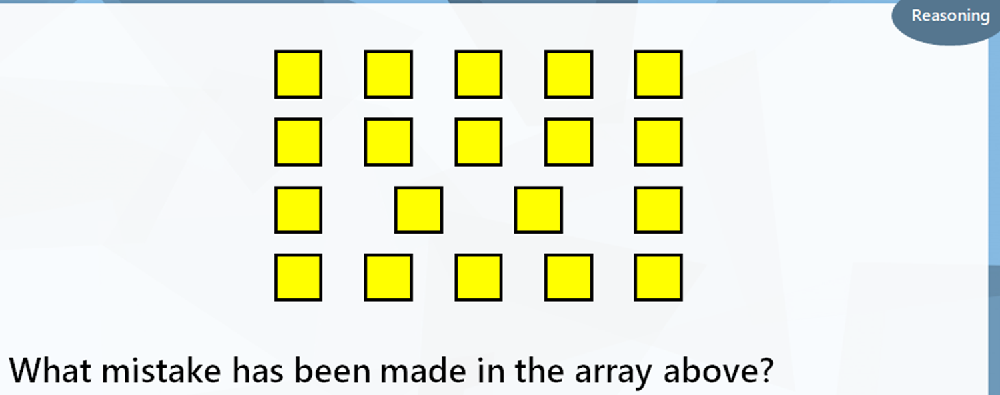 Reasoning
What mistake has been made in the array above?